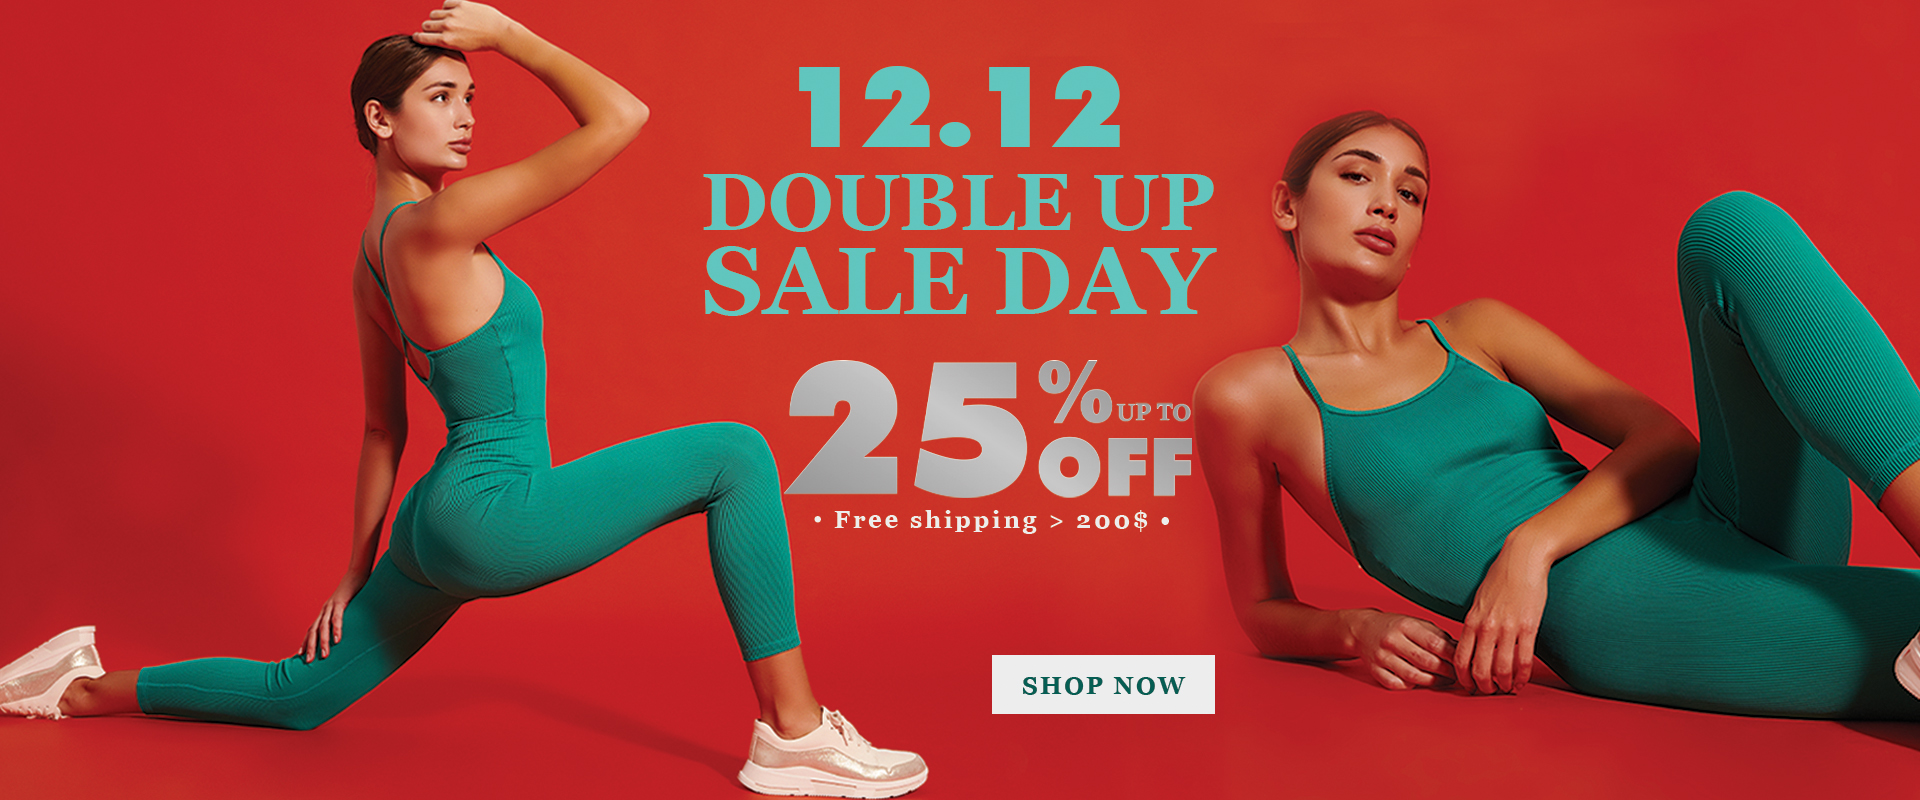 12.12
DOUBLE UP
SALE DAY
25% UP TO
OFF
• Free shipping > 200$ •
SHOP NOW